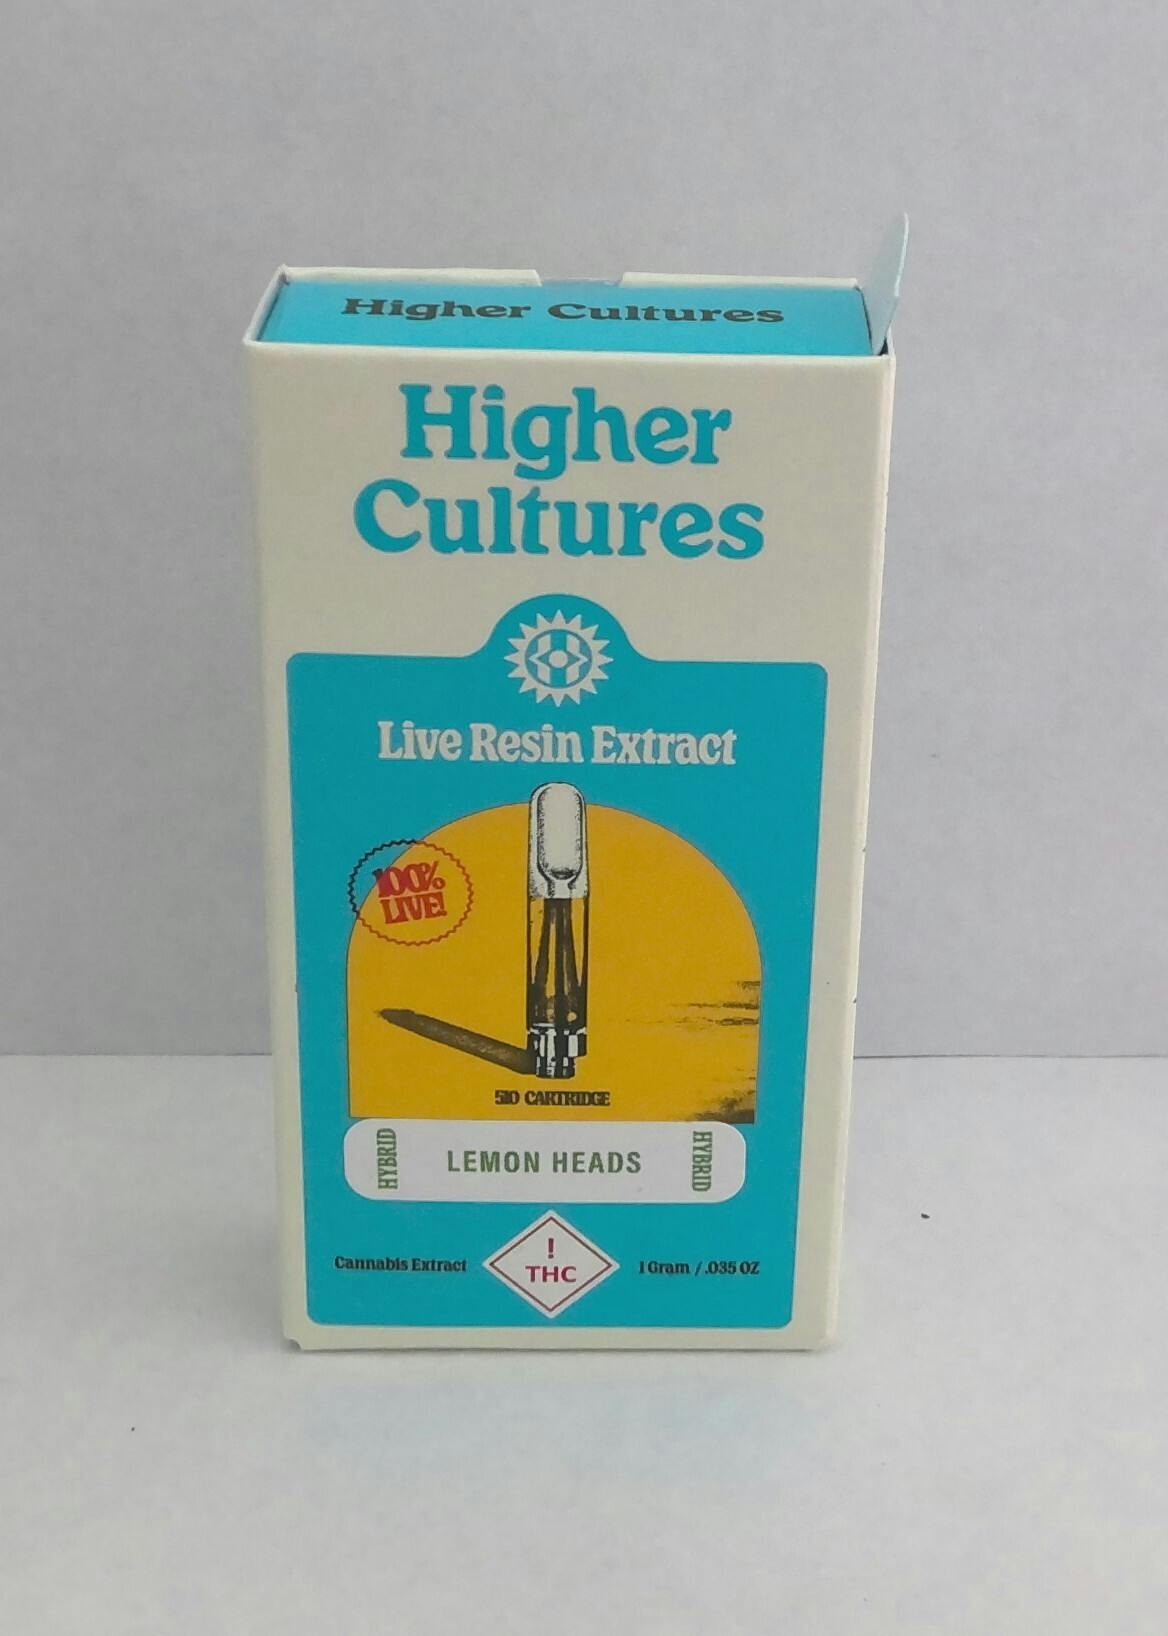 Higher Cultures
Higher
Cultures
Live Resin Extract
100%
LIVE!
510 CARTRIDGE
HYBRID
LEMON HEADS
HYBRID
Cannabis Extract
!
THC
1 Gram / .035 OZ